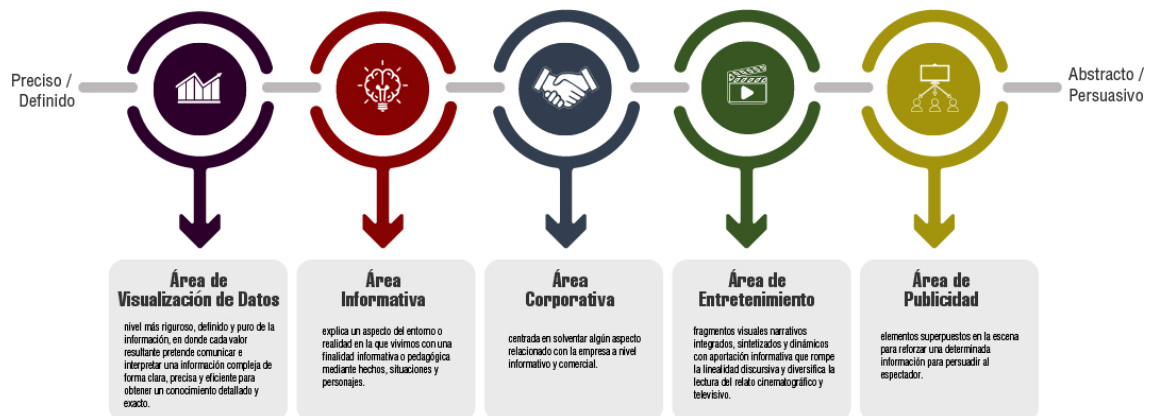 Preciso /
Definido
Abstracto /
Persuasivo
Área de
Visualización de Datos
nivel más riguroso, definido y puro de la
información, en donde cada valor
resultante pretende comunicar e
interpretar una información compleja de
forma clara, precisa y eficiente para
obtener un conocimiento detallado y
exacto.
Área
Informativa
explica un aspecto del entorno o
realidad en la que vivimos con una
finalidad informativa o pedagógica
mediante hechos, situaciones y
personajes.
Área
Corporativa
centrada en solventar algún aspecto
relacionado con la empresa a nivel
informativo y comercial.
Área de
Entretenimiento
fragmentos visuales narrativos
integrados, sintetizados y dinámicos
con aportación informativa que rompe
la linealidad discursiva y diversifica la
lectura del relato cinematográfico y
televisivo.
Área de
Publicidad
elementos superpuestos en la escena
para reforzar una determinada
información para persuadir al
espectador.